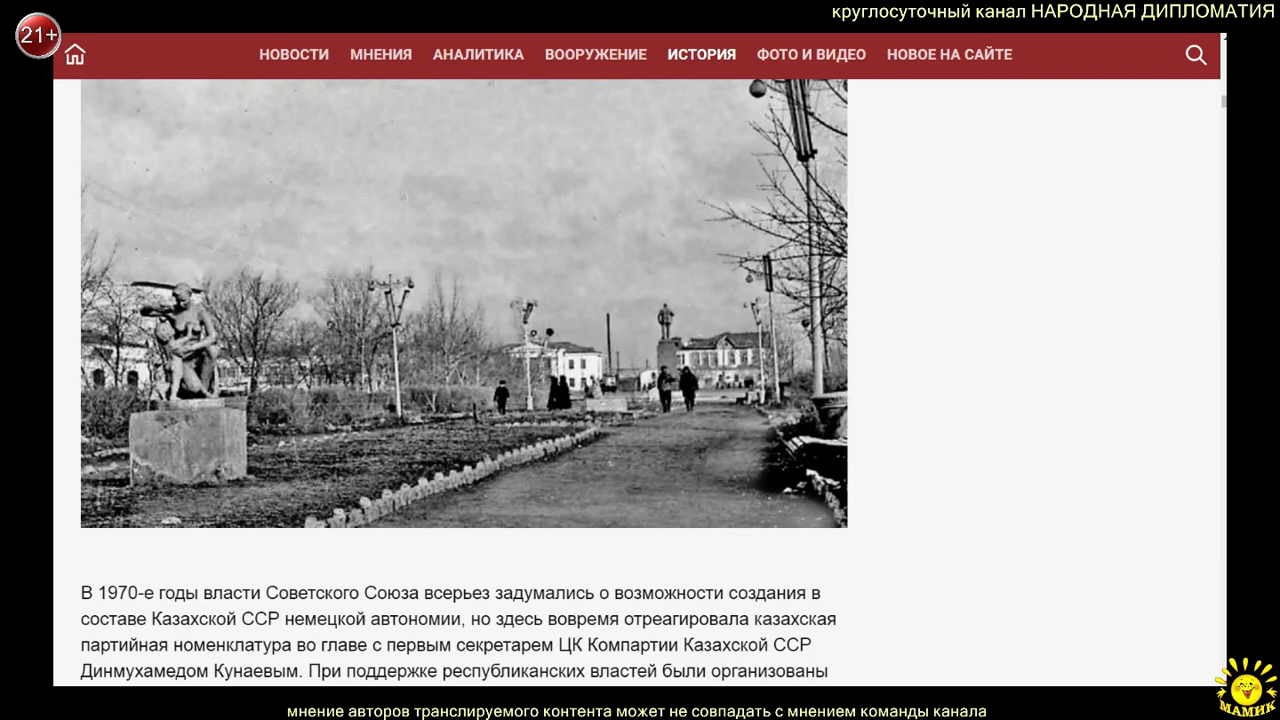 круглосуточный канал НАРОДНАЯ ДИПЛОМАТИЯ
21+
НОВОСТИ МНЕНИЯ АНАЛИТИКА ВООРУЖЕНИЕ ИСТОРИЯ ФОТО И ВИДЕО НОВОЕ НА САЙТЕ
В 1970-е годы власти Советского Союза всерьез задумались о возможности создания в
составе Казахской ССР немецкой автономии, но здесь вовремя отреагировала казахская
партийная номенклатура во главе с первым секретарем ЦК Компартии Казахской ССР
Динмухамедом Кунаевым. При поддержке республиканских властей были организованы
МАМИК
мнение авторов транслируемого контента может не совпадать с мнением команды канала